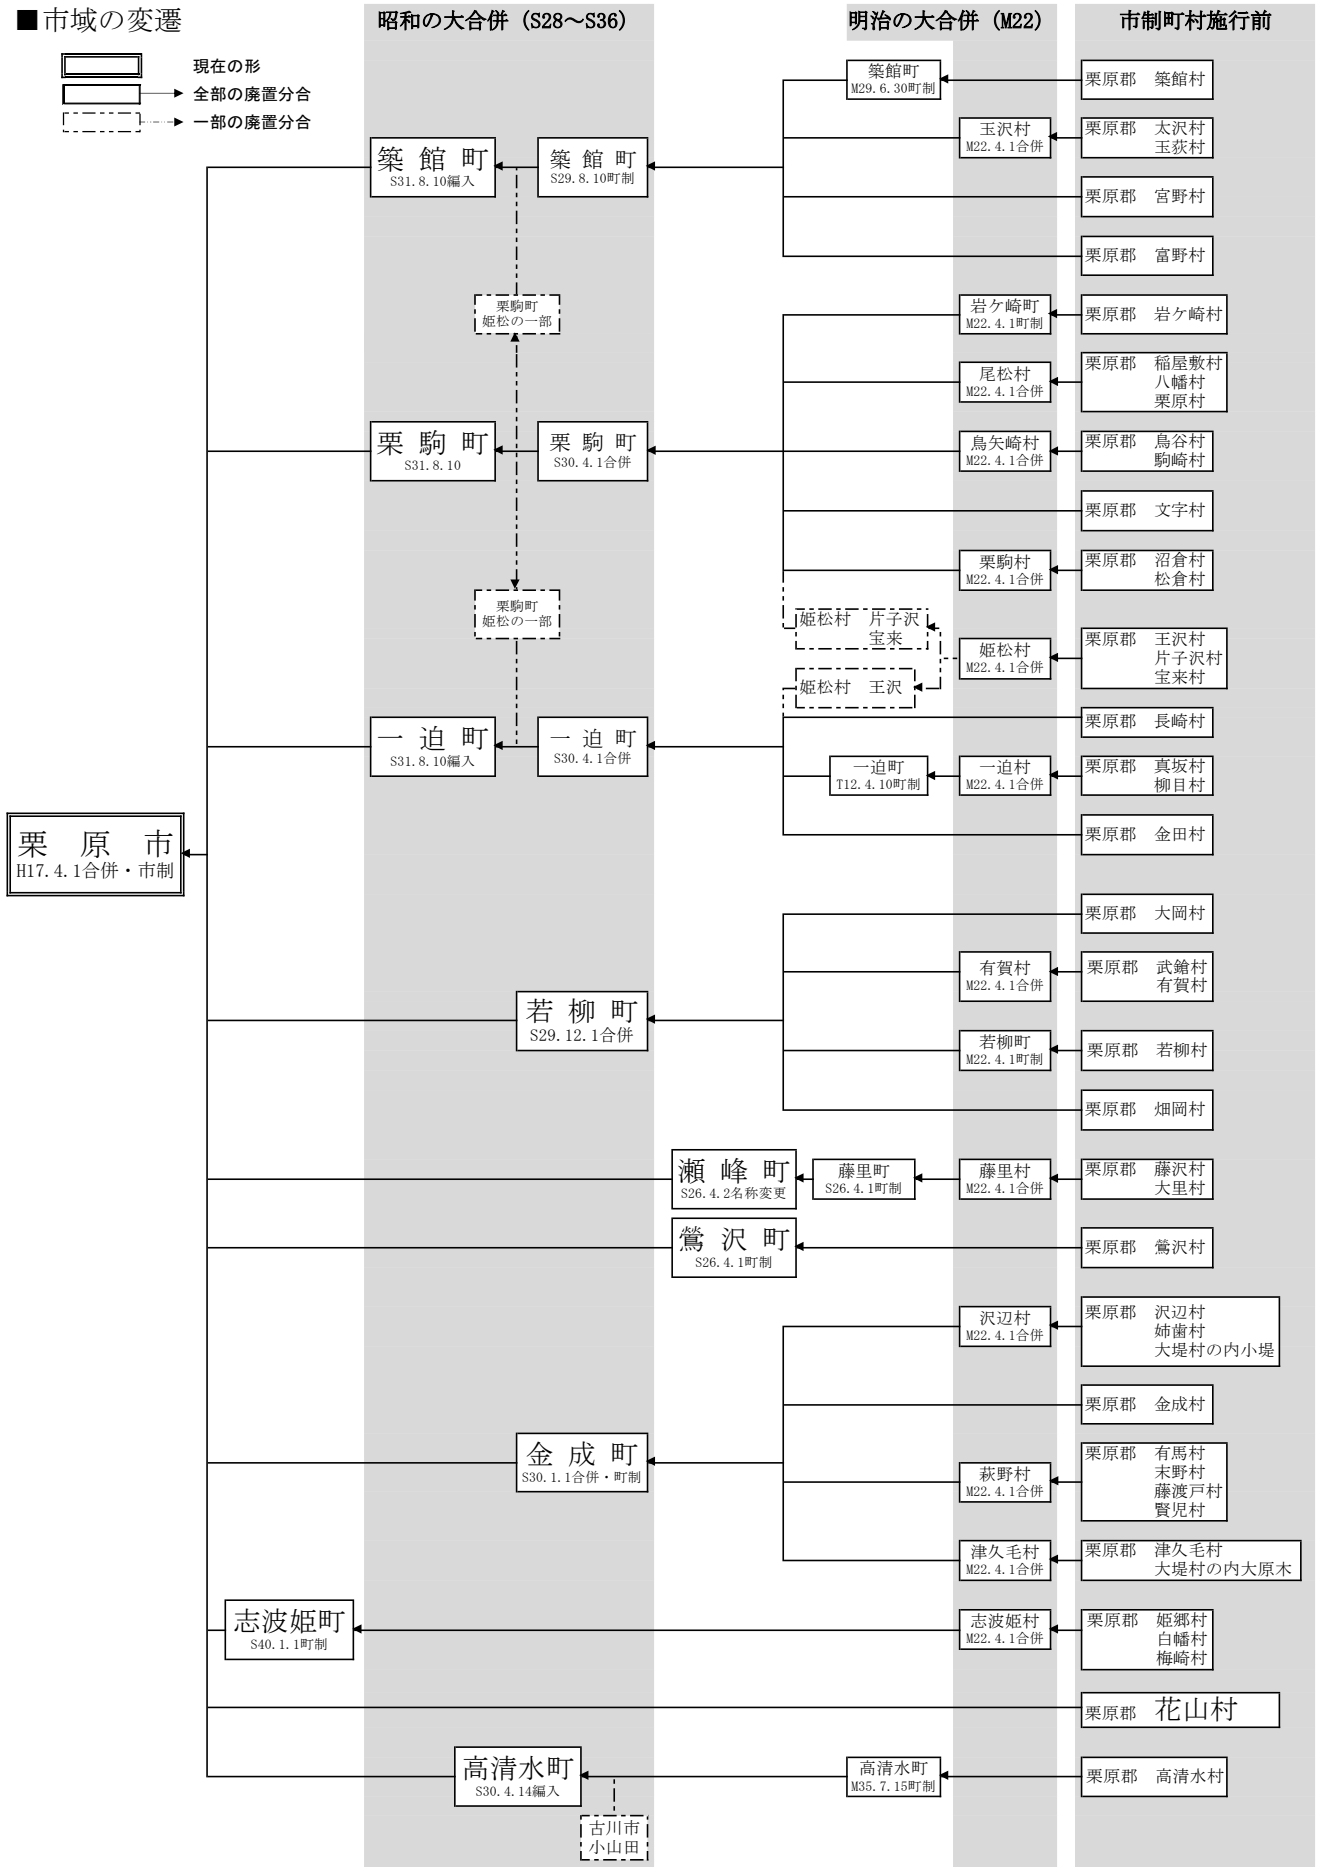 ■市域の変遷
昭和の大合併（S28～S36）
明治の大合併（M22）
市制町村施行前
現在の形
全部の廃置分合
一部の廃置分合
築館町
M29.6.30町制
栗原郡　築館村
玉沢村
M22.4.1合併
栗原郡　太沢村
玉荻村
築 館 町
S31.8.10編入
築 館 町
S29.8.10町制
栗原郡　宮野村
栗原郡　富野村
栗駒町
姫松の一部
岩ケ崎町
M22.4.1町制
栗原郡　岩ケ崎村
尾松村
M22.4.1合併
栗原郡　稲屋敷村
八幡村
栗原村
栗 駒 町
S31.8.10
栗 駒 町
S30.4.1合併
鳥矢崎村
M22.4.1合併
栗原郡　鳥谷村
駒崎村
栗原郡　文字村
栗駒村
M22.4.1合併
栗原郡　沼倉村
松倉村
栗駒町
姫松の一部
姫松村　片子沢
宝来
姫松村
M22.4.1合併
栗原郡　王沢村
片子沢村
宝来村
姫松村　王沢
栗原郡　長崎村
一 迫 町
S31.8.10編入
一 迫 町
S30.4.1合併
一迫町
T12.4.10町制
一迫村
M22.4.1合併
栗原郡　真坂村
柳目村
栗原郡　金田村
栗 原 市
H17.4.1合併・市制
栗原郡　大岡村
有賀村
M22.4.1合併
栗原郡　武鎗村
有賀村
若 柳 町
S29.12.1合併
若柳町
M22.4.1町制
栗原郡　若柳村
栗原郡　畑岡村
瀬 峰 町
S26.4.2名称変更
藤里町
S26.4.1町制
藤里村
M22.4.1合併
栗原郡　藤沢村
大里村
鶯 沢 町
S26.4.1町制
栗原郡　鶯沢村
沢辺村
M22.4.1合併
栗原郡　沢辺村
姉歯村
大堤村の内小堤
栗原郡　金成村
金 成 町
S30.1.1合併・町制
萩野村
M22.4.1合併
栗原郡　有馬村
末野村
藤渡戸村
賢児村
津久毛村
M22.4.1合併
栗原郡　津久毛村
大堤村の内大原木
志波姫町
S40.1.1町制
志波姫村
M22.4.1合併
栗原郡　姫郷村
白幡村
梅崎村
栗原郡　花山村
高清水町
S30.4.14編入
高清水町
M35.7.15町制
栗原郡　高清水村
古川市
小山田